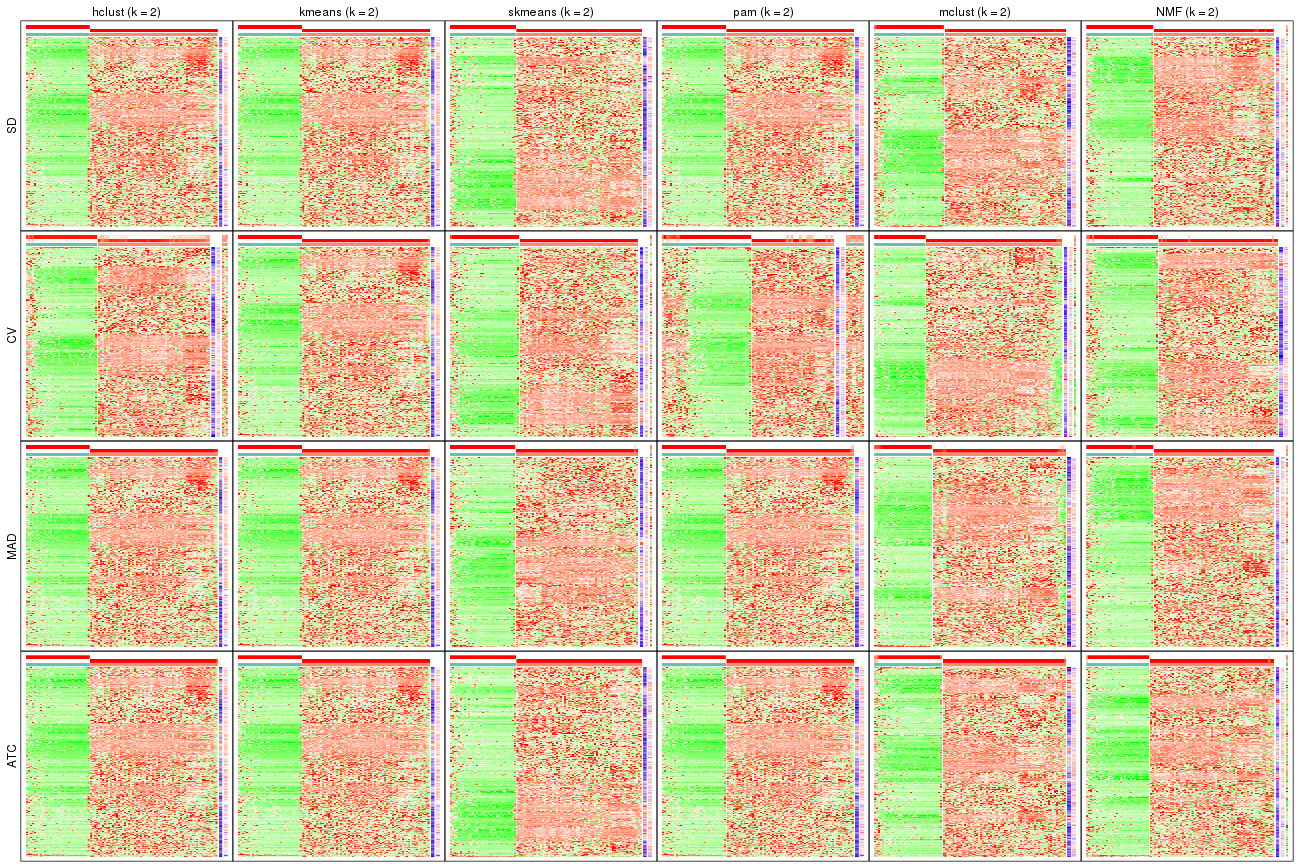 hclust (k = 2) kmeans (k = 2) skmeans (k = 2) pam (k = 2) mclust (k = 2) NMF (k = 2)
SD
CV
MAD
ATC